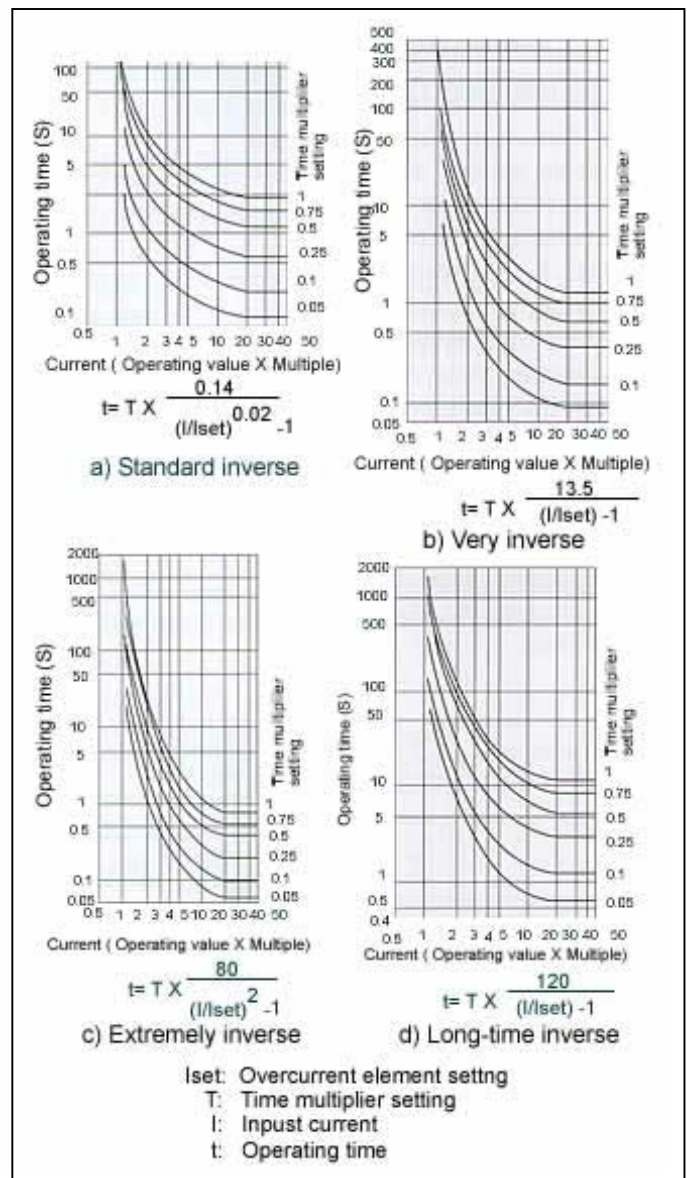 100
50
10
5
1
0.5
0.1
Operating time (S)
Time multiplier
setting
1
0.75
0.5
0.25
0.1
0.05
0.5 1 2 3 4 5 10 20 30 40 50
Current ( Operating value X Multiple)
t= T X 0.14
(I/Iset)^0.02 -1
a) Standard inverse
500
400
300
200
100
50
10
5
1
0.5
0.1
0.05
Operating time (S)
Time multiplier
setting
1
0.75
0.5
0.25
0.1
0.5 1 2 3 4 5 10 20 30 40 50
Current ( Operating value X Multiple)
t= T X 13.5
(I/Iset) -1
b) Very inverse
2000
1000
500
100
50
10
5
1
0.5
0.1
0.05
Operating time (S)
Time multiplier
setting
1
0.75
0.5
0.25
0.1
0.05
0.5 1 2 3 4 5 10 20 30 40 50
Current ( Operating value X Multiple)
t= T X 80
(I/Iset)^2 -1
c) Extremely inverse
2000
1000
500
100
50
10
5
1
0.5
0.4
Operating time (S)
Time multiplier
setting
1
0.75
0.5
0.25
0.1
0.05
0.5 1 2 3 4 5 10 20 30 40 50
Current ( Operating value X Multiple)
t= T X 120
(I/Iset) -1
d) Long-time inverse
Iset: Overcurrent element settng
T: Time multiplier setting
I: Inpust current
t: Operating time